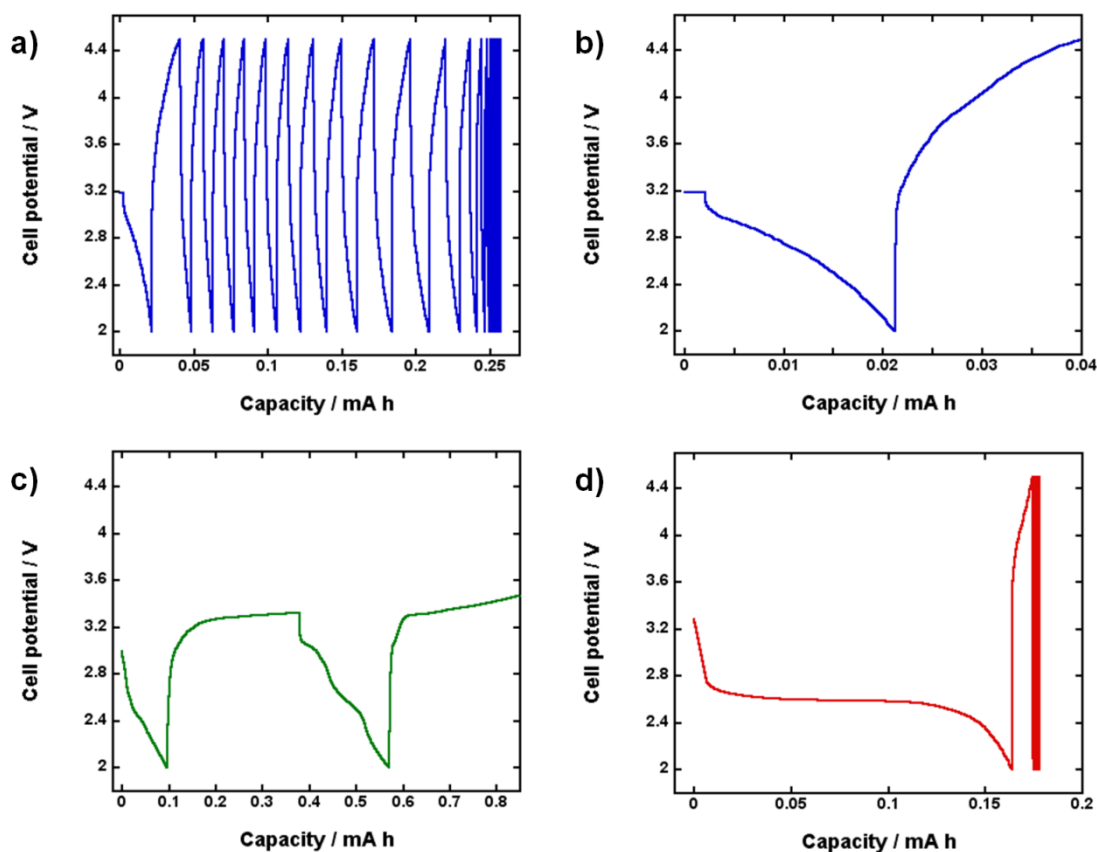 a)
Cell potential / V
4.4
4
3.6
3.2
2.8
2.4
2
0 0.05 0.1 0.15 0.2 0.25
Capacity / mA h
b)
Cell potential / V
4.4
4
3.6
3.2
2.8
2.4
2
0 0.01 0.02 0.03 0.04
Capacity / mA h
c)
Cell potential / V
4.4
4
3.6
3.2
2.8
2.4
2
0 0.1 0.2 0.3 0.4 0.5 0.6 0.7 0.8
Capacity / mA h
d)
Cell potential / V
4.4
4
3.6
3.2
2.8
2.4
2
0 0.05 0.1 0.15 0.2
Capacity / mA h